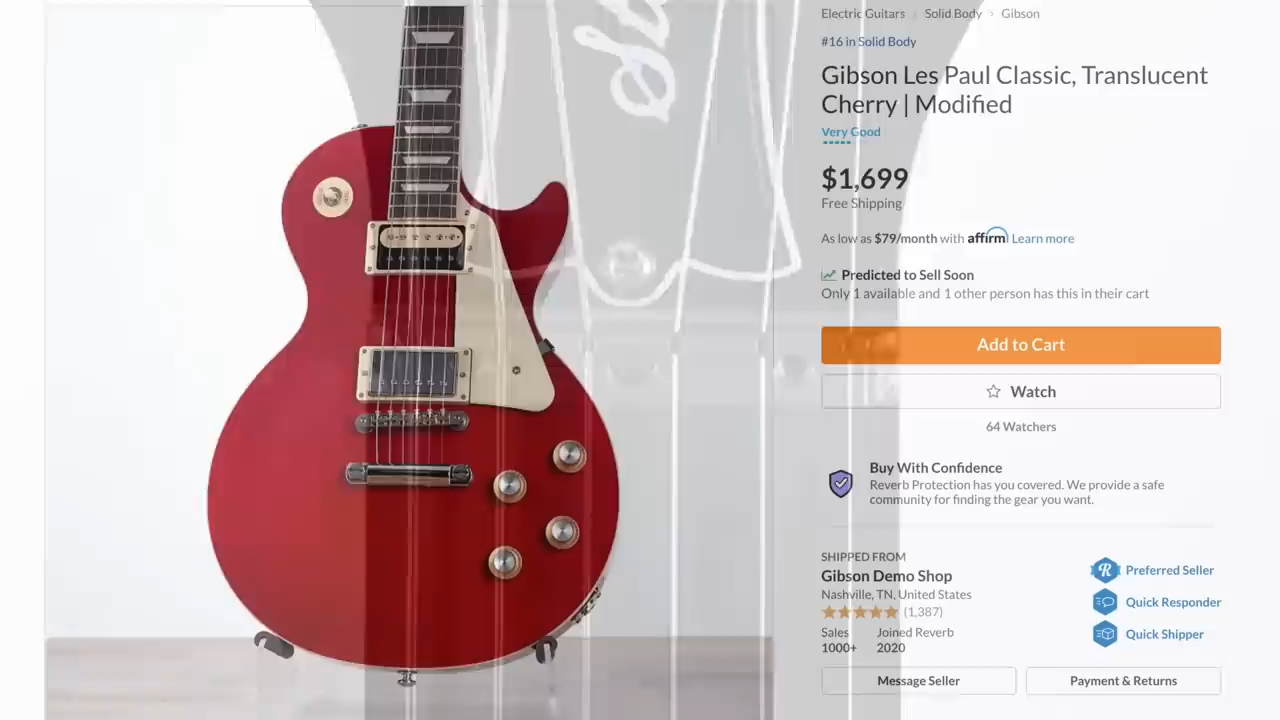 Electric Guitars > Solid Body > Gibson
#16 in Solid Body
Gibson Les Paul Classic, Translucent
Cherry | Modified
Very Good
$1,699
Free Shipping
As low as $79/month with affirm Learn more
Predicted to Sell Soon
Only 1 available and 1 other person has this in their cart
Add to Cart
Watch
64 Watchers
Buy With Confidence
Reverb Protection has you covered. We provide a safe
community for finding the gear you want.
SHIPPED FROM
Gibson Demo Shop
Nashville, TN, United States
(1,387)
Sales Joined Reverb
1000+ 2020
Preferred Seller
Quick Responder
Quick Shipper
Message Seller
Payment & Returns